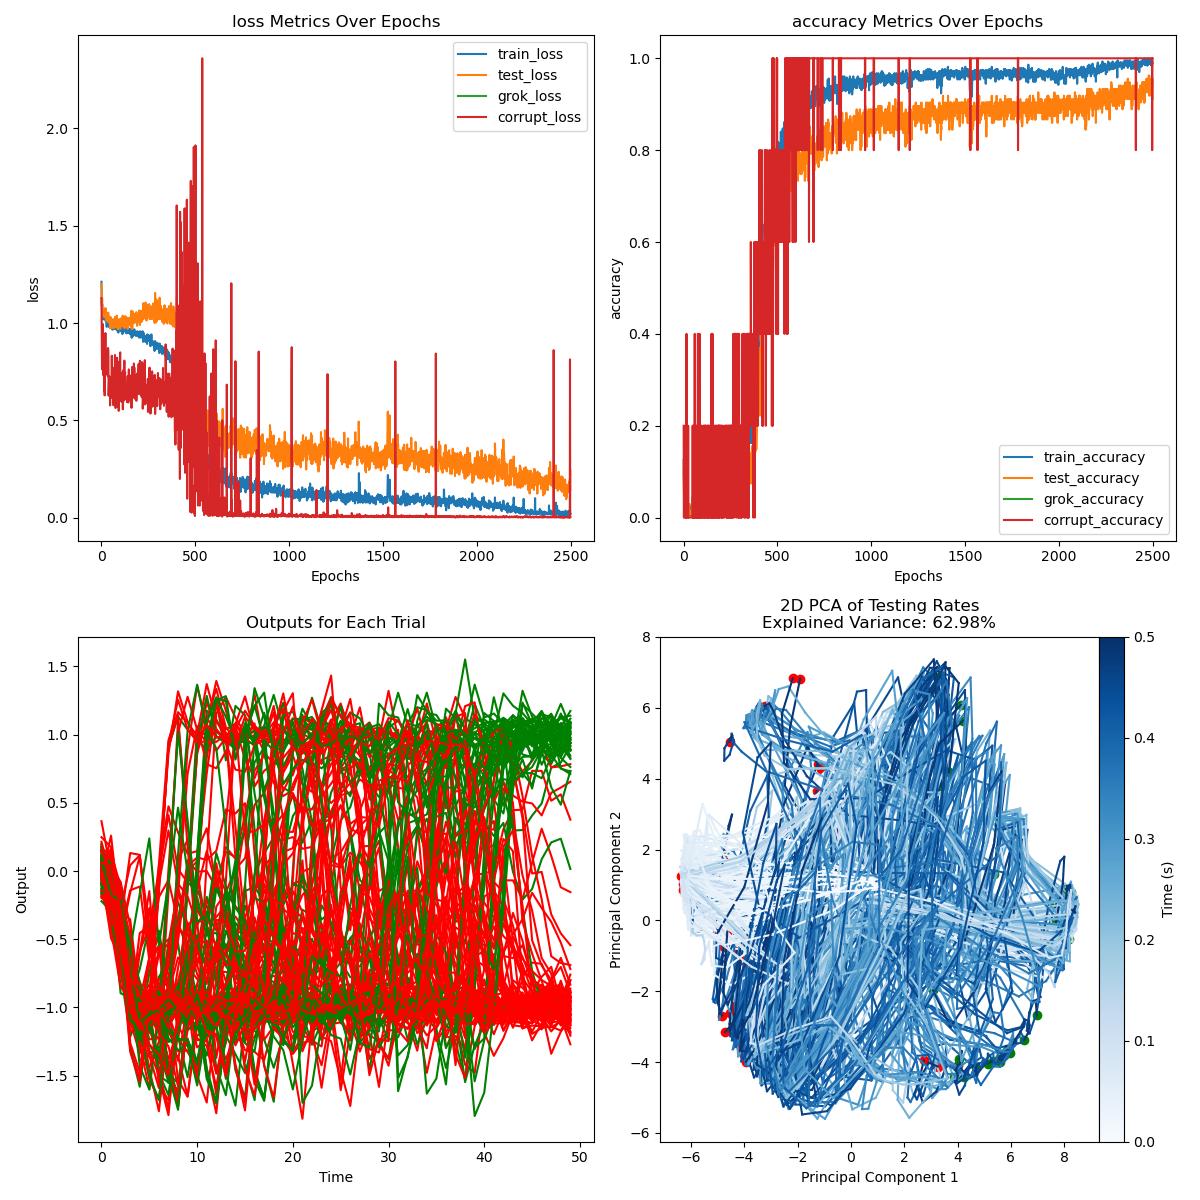 loss Metrics Over Epochs
loss
2.0
1.5
1.0
0.5
0.0
0
500
1000
1500
2000
2500
Epochs
train_loss
test_loss
grok_loss
corrupt_loss
accuracy Metrics Over Epochs
accuracy
1.0
0.8
0.6
0.4
0.2
0.0
0
500
1000
1500
2000
2500
Epochs
train_accuracy
test_accuracy
grok_accuracy
corrupt_accuracy
Outputs for Each Trial
Output
1.5
1.0
0.5
0.0
−0.5
−1.0
−1.5
0
10
20
30
40
50
Time
2D PCA of Testing Rates
Explained Variance: 62.98%
Principal Component 2
8
6
4
2
0
−2
−4
−6
−6
−4
−2
0
2
4
6
8
Principal Component 1
0.5
0.4
0.3
0.2
0.1
0.0
Time (s)